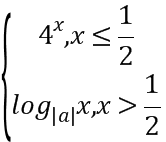 4^x, x ≤ 1/2
log_{|a|} x, x > 1/2